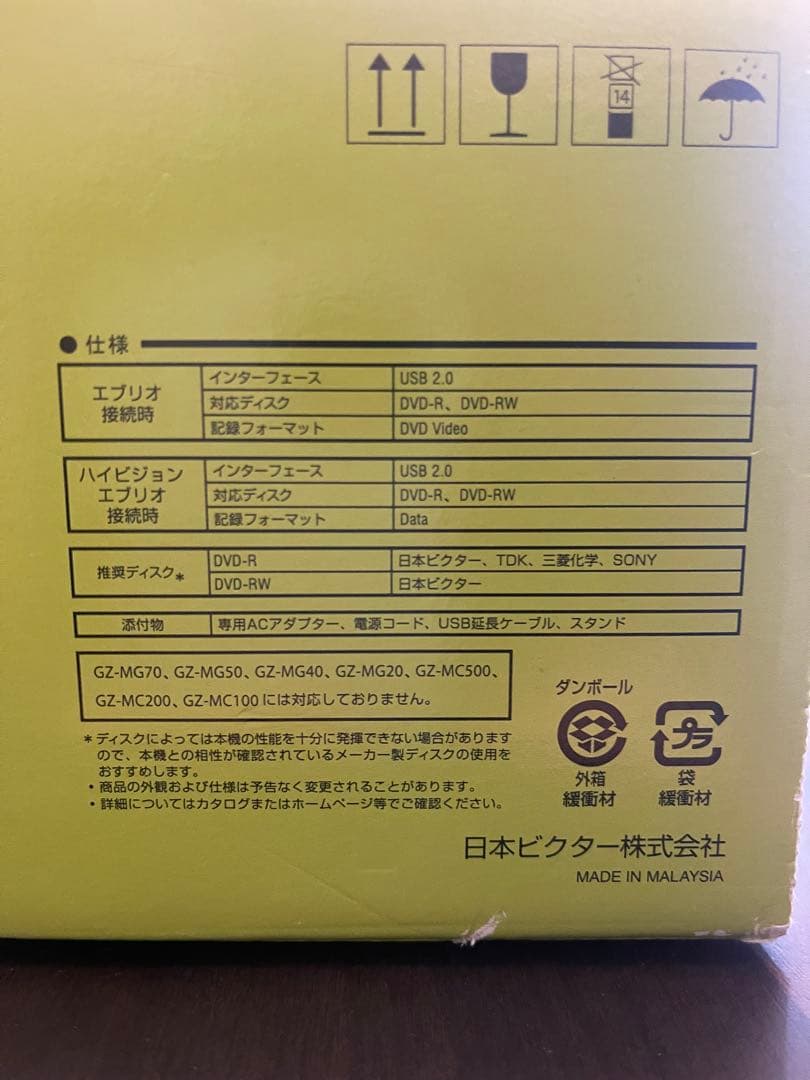 14
● 仕様
エブリオ
接続時
インターフェース USB 2.0
対応ディスク DVD-R、DVD-RW
記録フォーマット DVD Video
ハイビジョン
エブリオ
接続時
インターフェース USB 2.0
対応ディスク DVD-R、DVD-RW
記録フォーマット Data
推奨ディスク*
DVD-R 日本ビクター、TDK、三菱化学、SONY
DVD-RW 日本ビクター
添付物 専用ACアダプター、電源コード、USB延長ケーブル、スタンド
GZ-MG70、GZ-MG50、GZ-MG40、GZ-MG20、GZ-MC500、
GZ-MC200、GZ-MC100には対応しておりません。
*ディスクによっては本機の性能を十分に発揮できない場合があります
ので、本機との相性が確認されているメーカー製ディスクの使用を
おすすめします。
・商品の外観および仕様は予告なく変更されることがあります。
・詳細についてはカタログまたはホームページ等でご確認ください。
ダンボール
外箱
緩衝材
プラ
袋
緩衝材
日本ビクター株式会社
MADE IN MALAYSIA